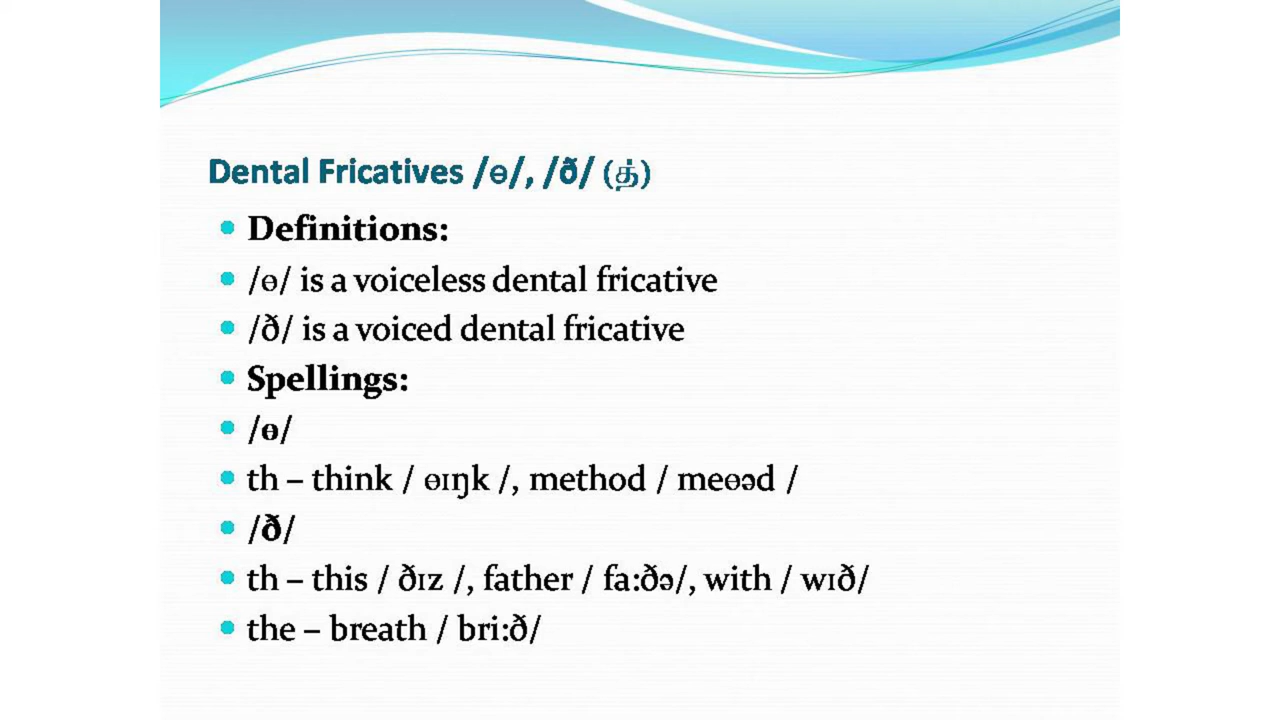 Dental Fricatives /ɵ/, /ð/ (த்)
Definitions:
/ɵ/ is a voiceless dental fricative
/ð/ is a voiced dental fricative
Spellings:
/ɵ/
th – think / ɵɪŋk /, method / meɵəd /
/ð/
th – this / ðɪz /, father / fa:ðə/, with / wɪð/
the – breath / bri:ð/